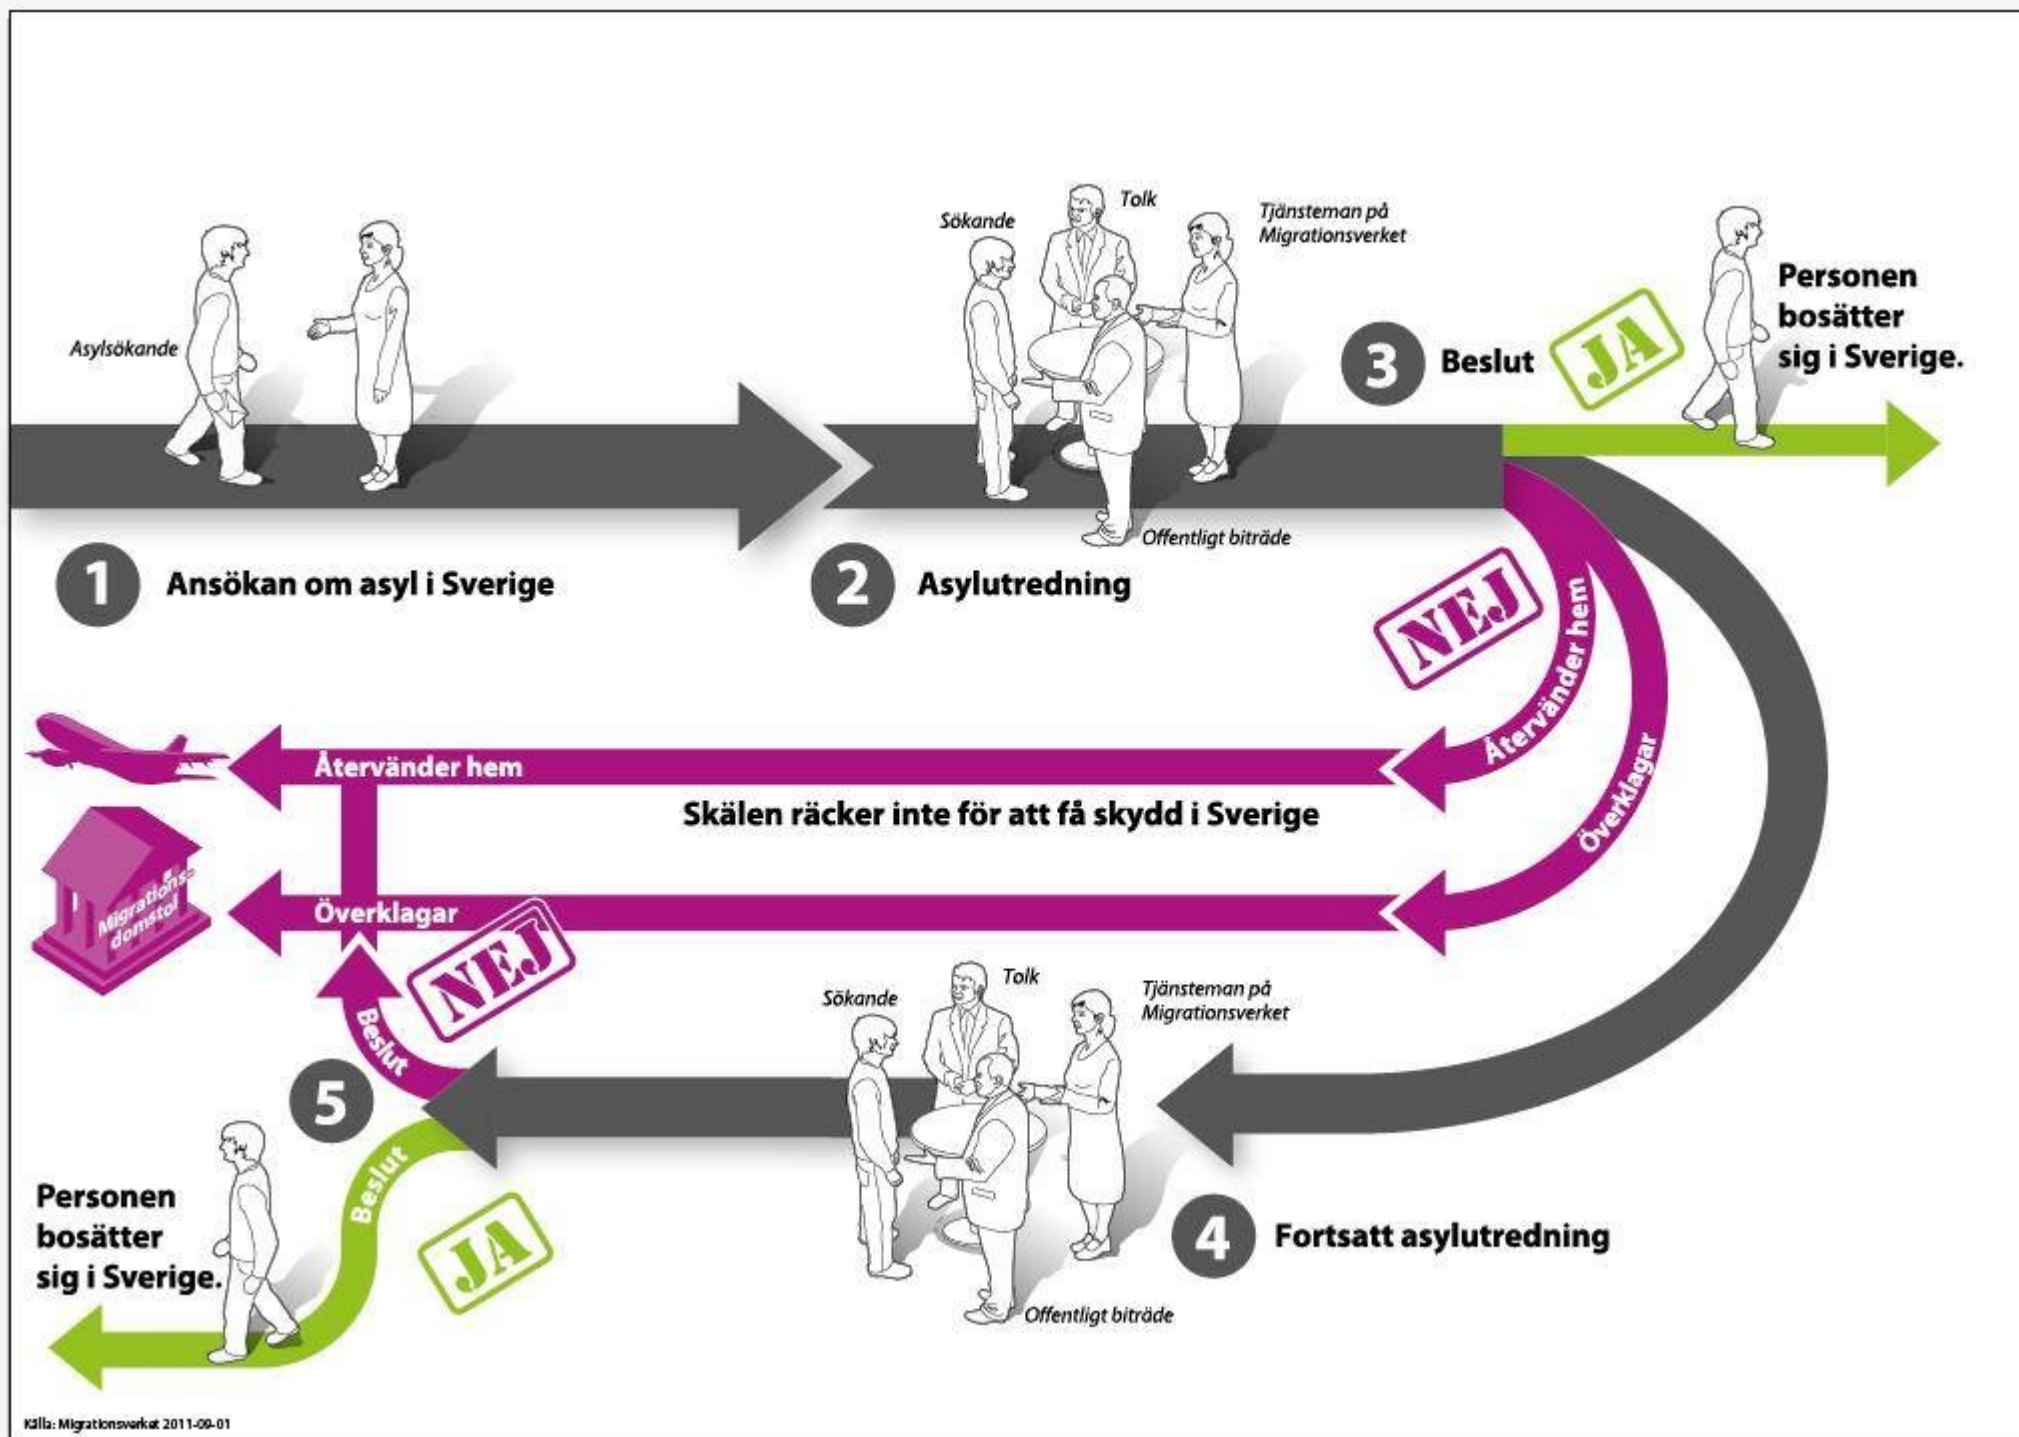 Asylsökande
1
Ansökan om asyl i Sverige
Sökande
Tolk
Tjänsteman på
Migrationsverket
Offentligt biträde
2
Asylutredning
3
Beslut
JA
Personen
bosätter
sig i Sverige.
NEJ
Återvänder hem
Överklagar
Återvänder hem
Skälen räcker inte för att få skydd i Sverige
Migrations-
domstol
Överklagar
NEJ
Beslut
Sökande
Tolk
Tjänsteman på
Migrationsverket
Offentligt biträde
4
Fortsatt asylutredning
5
Beslut
JA
Personen
bosätter
sig i Sverige.
Källa: Migrationsverket 2011-09-01